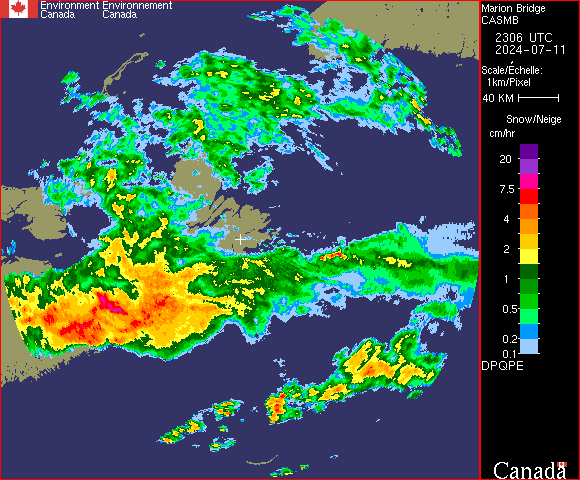 Environment Environnement
Canada Canada
Marion Bridge
CASMB
2306 UTC
2024-07-11
Scale/Échelle:
1km/Pixel
40 KM
Snow/Neige
cm/hr
20
7.5
4
2
1
0.5
0.2
0.1
DPQPE
Canada